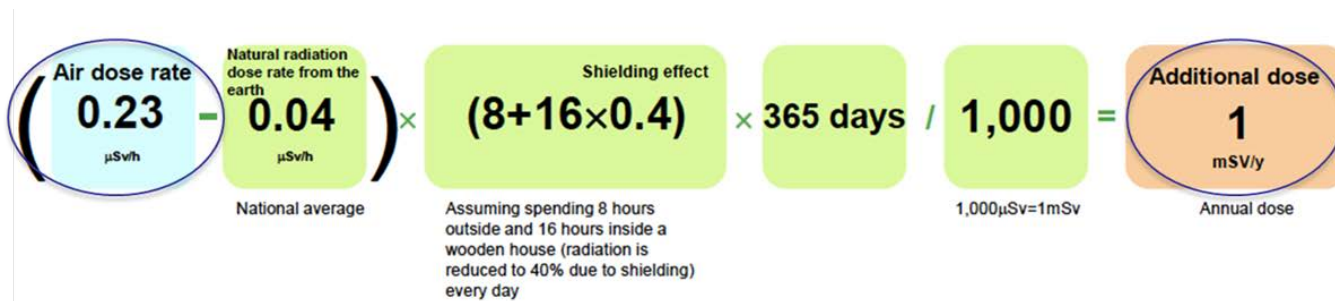 Air dose rate
0.23
μSv/h
(
-
Natural radiation
dose rate from the
earth
0.04
μSv/h
)
×
Shielding effect
(8+16×0.4)
×
365 days
/
1,000
=
Additional dose
1
mSV/y
National average
Assuming spending 8 hours
outside and 16 hours inside a
wooden house (radiation is
reduced to 40% due to shielding)
every day
1,000μSv=1mSv
Annual dose